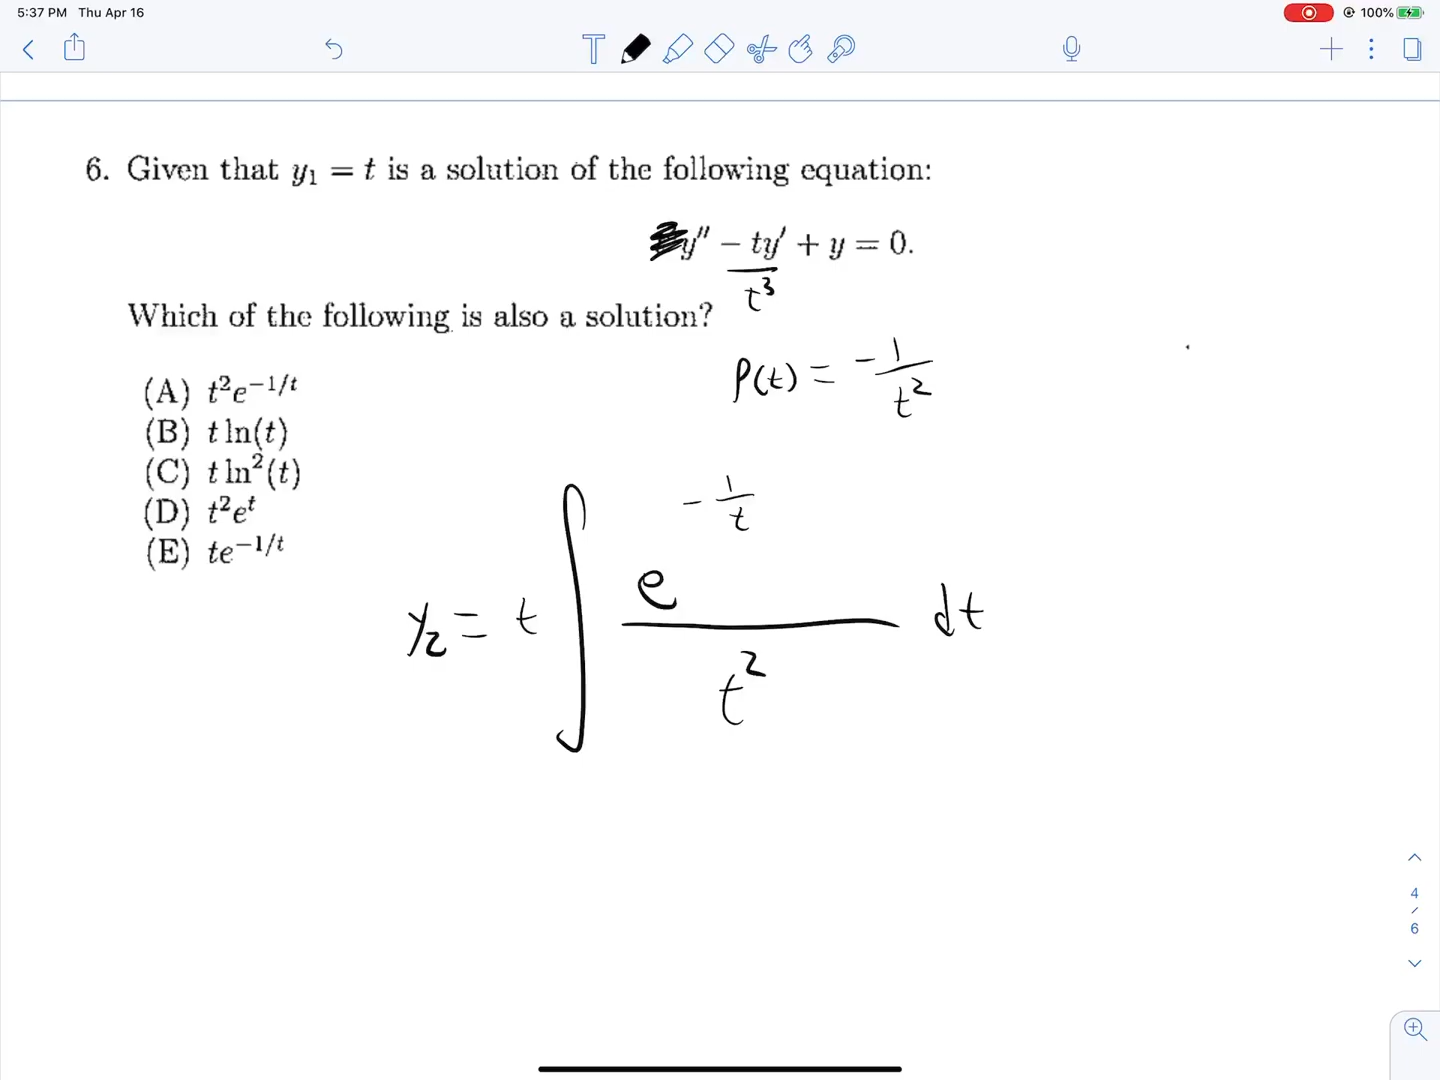 5:37 PM Thu Apr 16
100%
T
6. Given that y₁ = t is a solution of the following equation:
y″ − ty′ + y = 0.
t³
Which of the following is also a solution?
P(t) = −1/t²
(A) t²e^(−1/t)
(B) t ln(t)
(C) t ln²(t)
(D) t²e^t
(E) te^(−1/t)
y₂ = t ∫ e^(−1/t) / t² dt
4
/
6